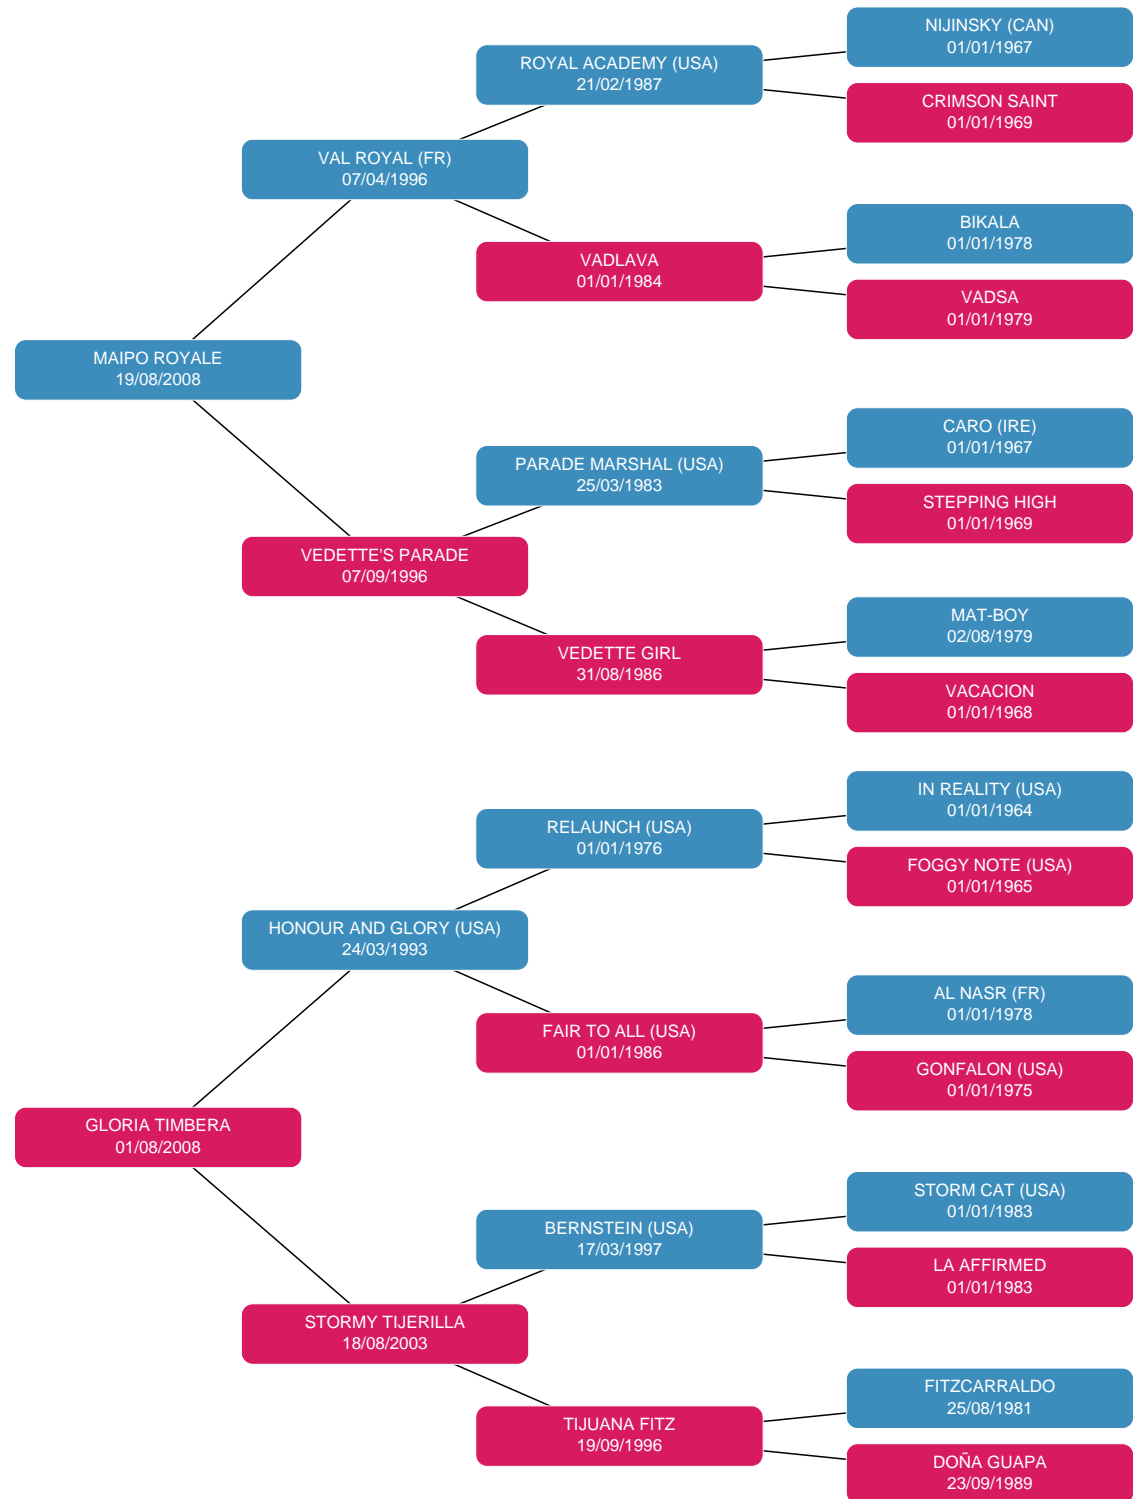 NIJINSKY (CAN)
01/01/1967
ROYAL ACADEMY (USA)
21/02/1987
CRIMSON SAINT
01/01/1969
VAL ROYAL (FR)
07/04/1996
BIKALA
01/01/1978
VADLAVA
01/01/1984
VADSA
01/01/1979
MAIPO ROYALE
19/08/2008
CARO (IRE)
01/01/1967
PARADE MARSHAL (USA)
25/03/1983
STEPPING HIGH
01/01/1969
VEDETTE'S PARADE
07/09/1996
MAT-BOY
02/08/1979
VEDETTE GIRL
31/08/1986
VACACION
01/01/1968
IN REALITY (USA)
01/01/1964
RELAUNCH (USA)
01/01/1976
FOGGY NOTE (USA)
01/01/1965
HONOUR AND GLORY (USA)
24/03/1993
AL NASR (FR)
01/01/1978
FAIR TO ALL (USA)
01/01/1986
GONFALON (USA)
01/01/1975
GLORIA TIMBERA
01/08/2008
STORM CAT (USA)
01/01/1983
BERNSTEIN (USA)
17/03/1997
LA AFFIRMED
01/01/1983
STORMY TIJERILLA
18/08/2003
FITZCARRALDO
25/08/1981
TIJUANA FITZ
19/09/1996
DOÑA GUAPA
23/09/1989